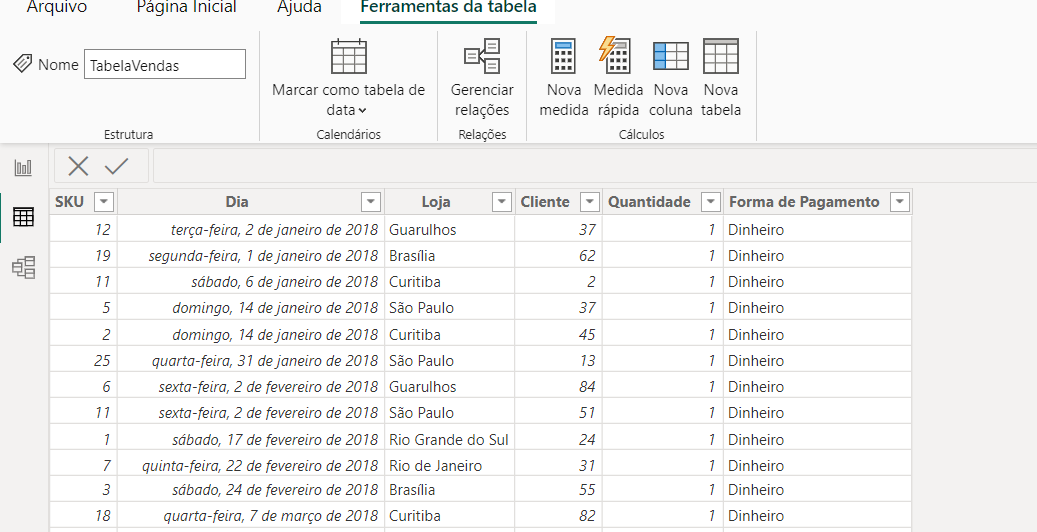 Arquivo Página Inicial Ajuda Ferramentas da tabela
Nome TabelaVendas
Marcar como tabela de data
Gerenciar relações
Nova medida
Medida rápida
Nova coluna
Nova tabela
Estrutura Calendários Relações Cálculos
SKU Dia Loja Cliente Quantidade Forma de Pagamento
12 terça-feira, 2 de janeiro de 2018 Guarulhos 37 1 Dinheiro
19 segunda-feira, 1 de janeiro de 2018 Brasília 62 1 Dinheiro
11 sábado, 6 de janeiro de 2018 Curitiba 2 1 Dinheiro
5 domingo, 14 de janeiro de 2018 São Paulo 37 1 Dinheiro
2 domingo, 14 de janeiro de 2018 Curitiba 45 1 Dinheiro
25 quarta-feira, 31 de janeiro de 2018 São Paulo 13 1 Dinheiro
6 sexta-feira, 2 de fevereiro de 2018 Guarulhos 84 1 Dinheiro
11 sexta-feira, 2 de fevereiro de 2018 São Paulo 51 1 Dinheiro
1 sábado, 17 de fevereiro de 2018 Rio Grande do Sul 24 1 Dinheiro
7 quinta-feira, 22 de fevereiro de 2018 Rio de Janeiro 31 1 Dinheiro
3 sábado, 24 de fevereiro de 2018 Brasília 55 1 Dinheiro
18 quarta-feira, 7 de março de 2018 Curitiba 82 1 Dinheiro